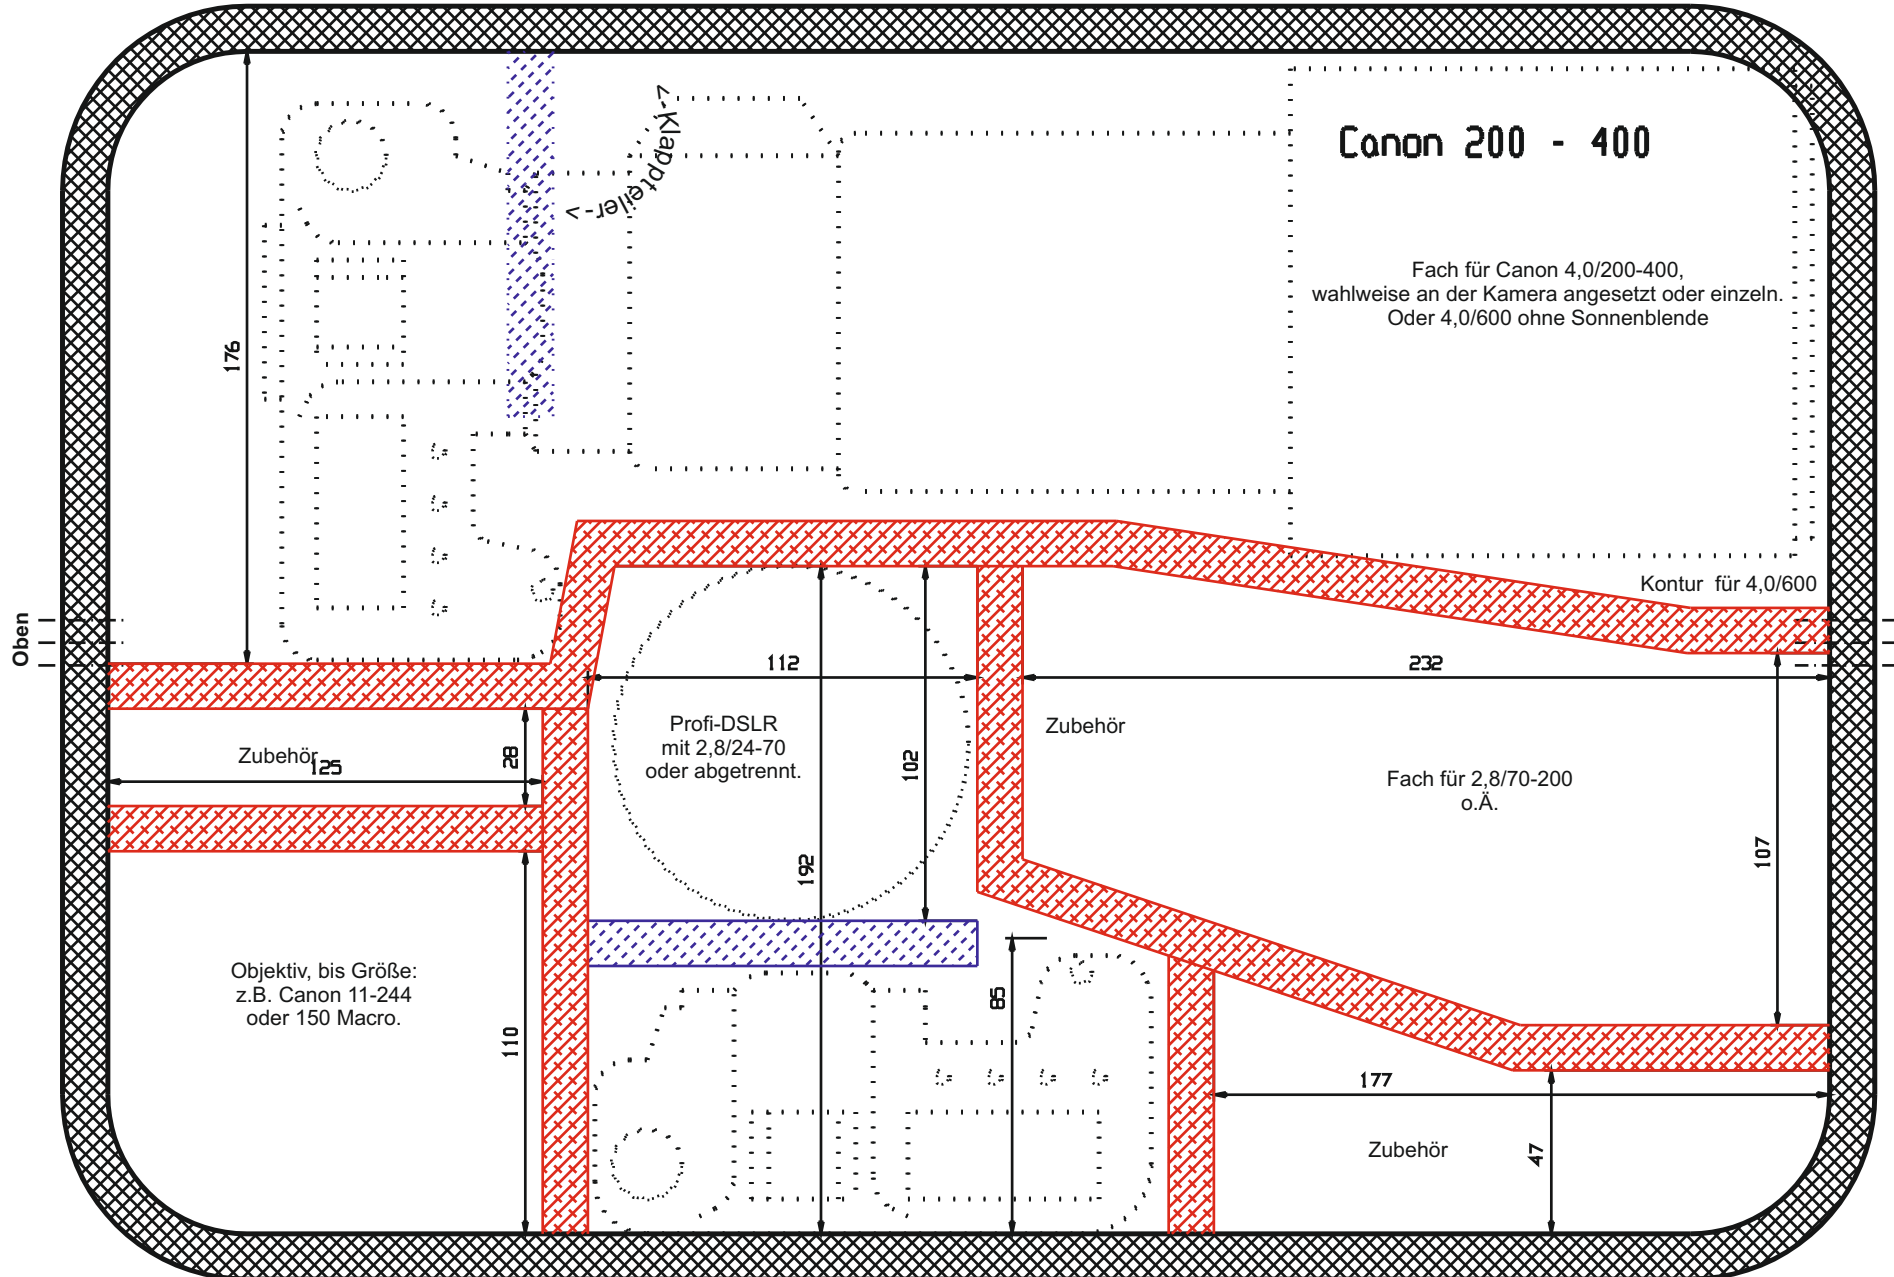 <-Klappteiler->
Canon 200 - 400
Fach für Canon 4,0/200-400,
wahlweise an der Kamera angesetzt oder einzeln.
Oder 4,0/600 ohne Sonnenblende
176
Kontur für 4,0/600
Oben
112
232
Profi-DSLR
mit 2,8/24-70
oder abgetrennt.
Zubehör
Zubehör
125
28
102
Fach für 2,8/70-200
o.Ä.
107
192
Objektiv, bis Größe:
z.B. Canon 11-244
oder 150 Macro.
110
85
177
Zubehör
47